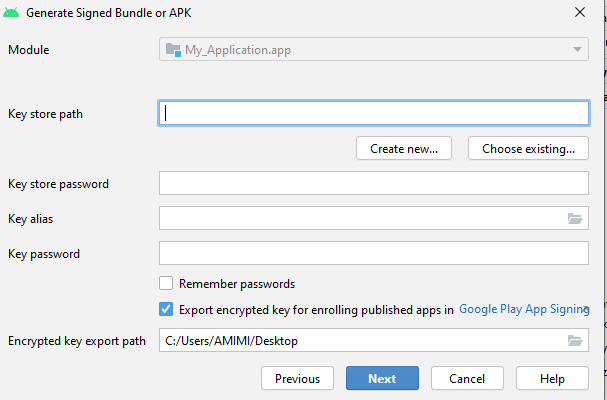 Generate Signed Bundle or APK
Module
My_Application.app
Key store path
Create new...
Choose existing...
Key store password
Key alias
Key password
Remember passwords
Export encrypted key for enrolling published apps in Google Play App Signing
Encrypted key export path
C:/Users/AMIMI/Desktop
Previous
Next
Cancel
Help